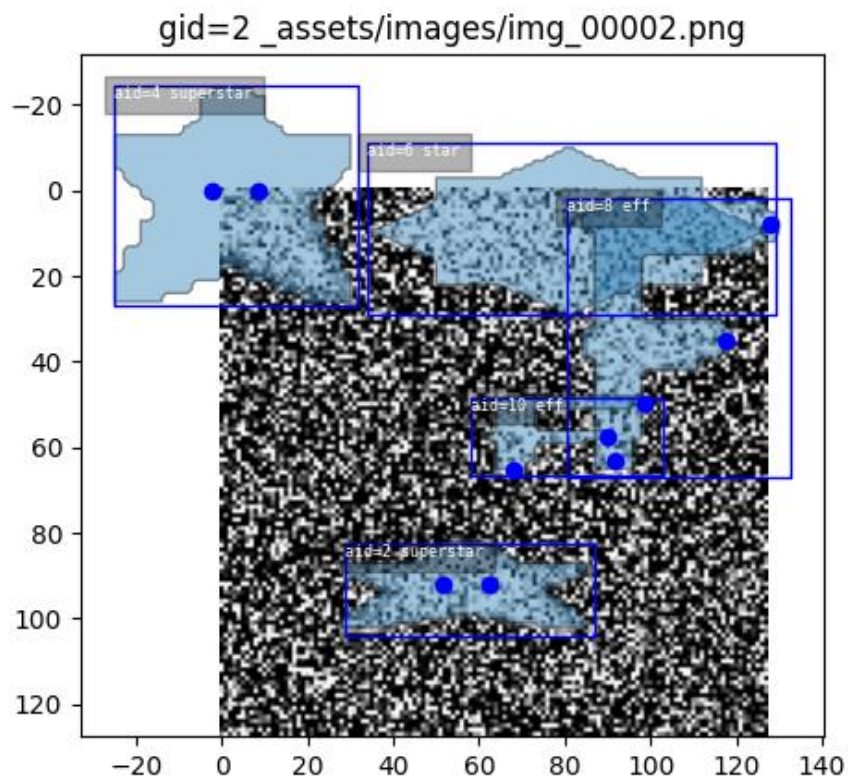 gid=2 _assets/images/img_00002.png
aid=4 superstar
aid=6 star
aid=8 eff
aid=10 eff
aid=2 superstar
−20
0
20
40
60
80
100
120
−20 0 20 40 60 80 100 120 140